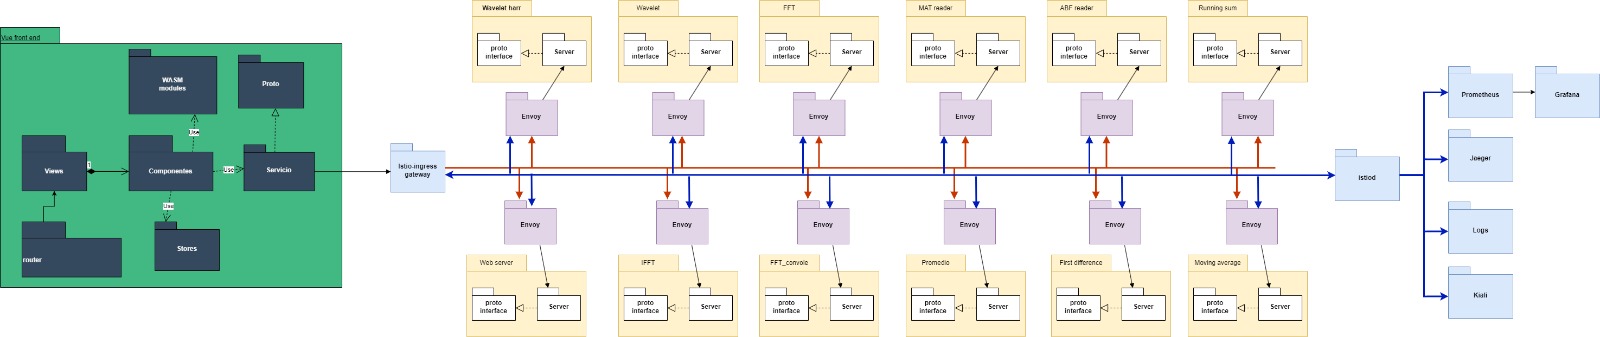 Vue front end
WASM
modules
Proto
Use
Views
1
Componentes
Use
Servicio
Use
router
Stores
Istio-ingress
gateway
Wavelet harr
proto
interface
Server
Envoy
Wavelet
proto
interface
Server
Envoy
FFT
proto
interface
Server
Envoy
MAT reader
proto
interface
Server
Envoy
ABF reader
proto
interface
Server
Envoy
Running sum
proto
interface
Server
Envoy
Envoy
Web server
proto
interface
Server
Envoy
IFFT
proto
interface
Server
Envoy
FFT_convole
proto
interface
Server
Envoy
Promedio
proto
interface
Server
Envoy
First difference
proto
interface
Server
Envoy
Moving average
proto
interface
Server
istiod
Prometheus
Grafana
Jaeger
Logs
Kiali